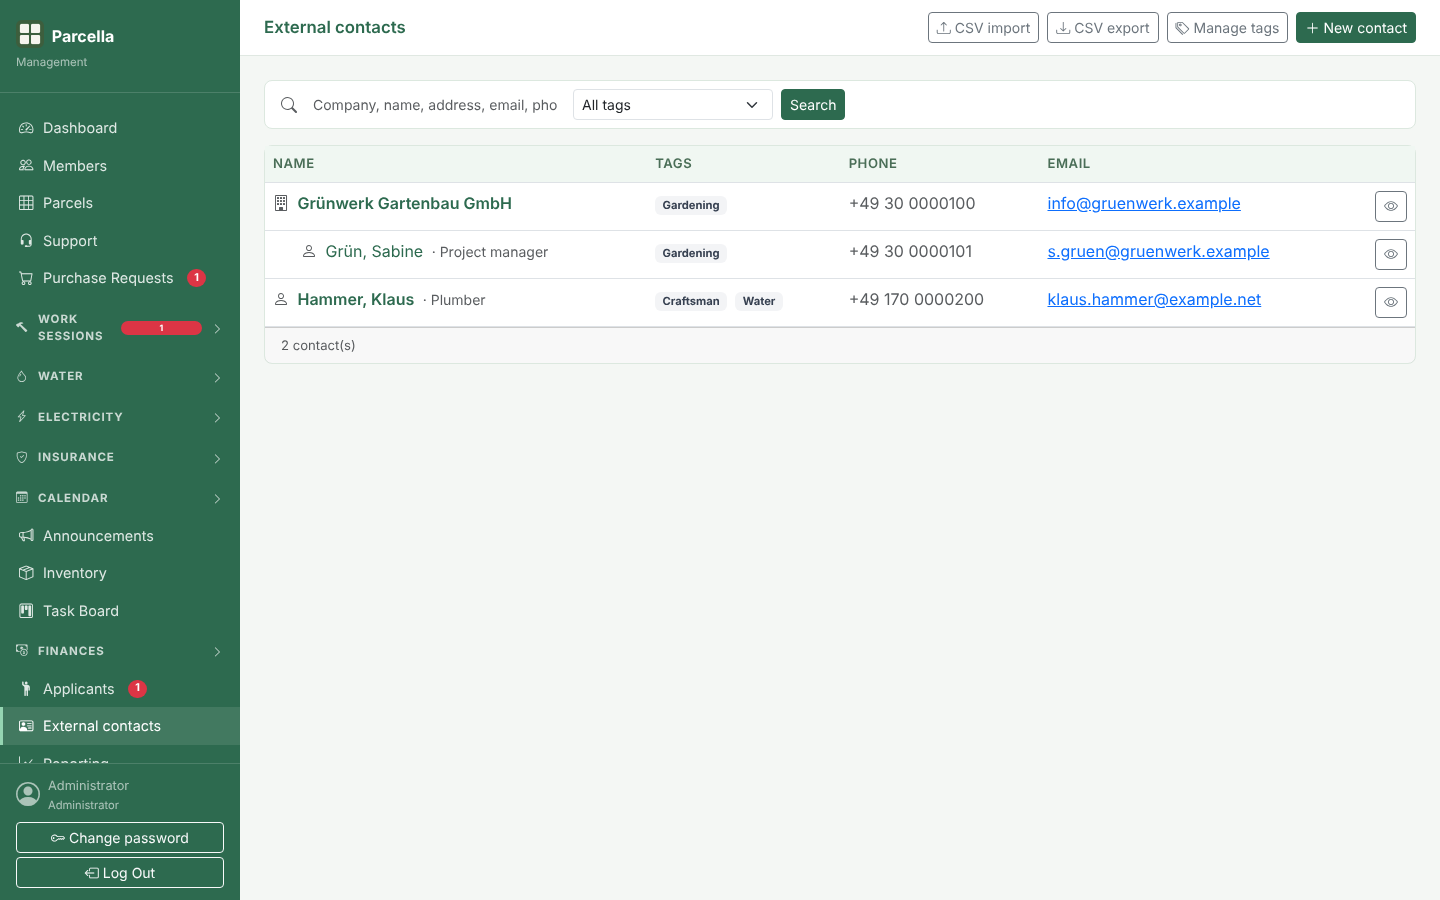 Parcella
Management
Dashboard
Members
Parcels
Support
Purchase Requests 1
WORK SESSIONS 1
WATER
ELECTRICITY
INSURANCE
CALENDAR
Announcements
Inventory
Task Board
FINANCES
Applicants 1
External contacts
Reporting
Administrator
Administrator
Change password
Log Out
External contacts
CSV import CSV export Manage tags New contact
Company, name, address, email, pho All tags Search
NAME TAGS PHONE EMAIL
Grünwerk Gartenbau GmbH Gardening +49 30 0000100 info@gruenwerk.example
Grün, Sabine · Project manager Gardening +49 30 0000101 s.gruen@gruenwerk.example
Hammer, Klaus · Plumber Craftsman Water +49 170 0000200 klaus.hammer@example.net
2 contact(s)